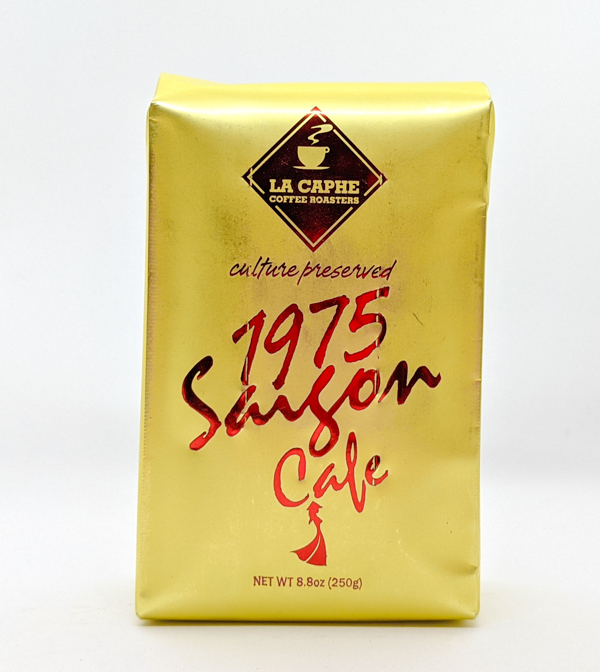 LA CAPHE
COFFEE ROASTERS
culture preserved
1975
Saigon
Cafe
NET WT 8.8oz (250g)